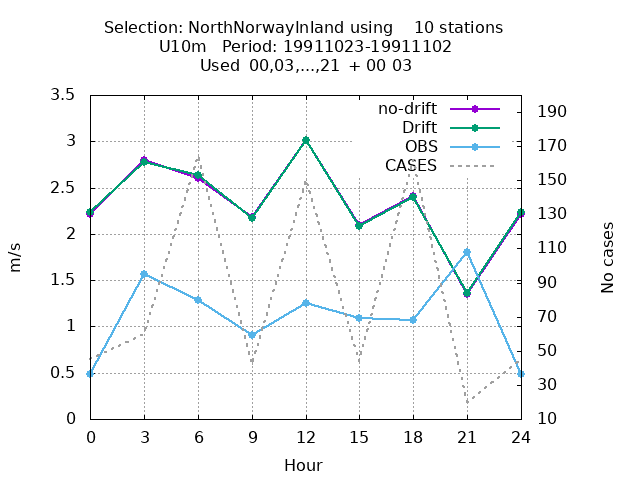 Selection: NorthNorwayInland using    10 stations
U10m   Period: 19911023-19911102
Used  00,03,...,21  + 00 03
3.5
3
2.5
2
1.5
1
0.5
0
m/s
no-drift
Drift
OBS
CASES
190
170
150
130
110
90
70
50
30
10
No cases
0 3 6 9 12 15 18 21 24
Hour